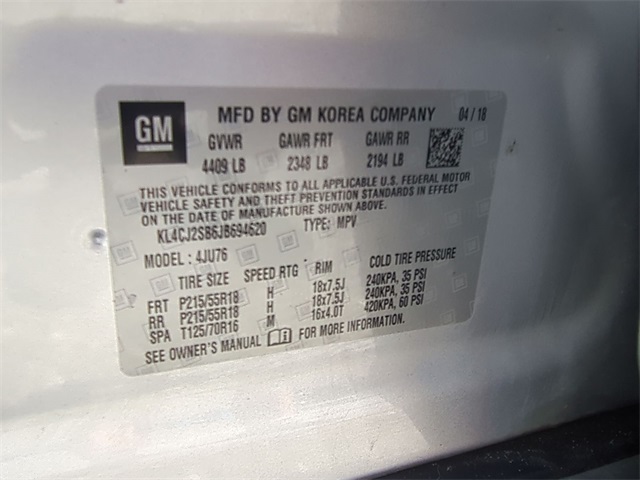 GM
MFD BY GM KOREA COMPANY 04 / 18
GVWR GAWR FRT GAWR RR
4409 LB 2348 LB 2194 LB
THIS VEHICLE CONFORMS TO ALL APPLICABLE U.S. FEDERAL MOTOR
VEHICLE SAFETY AND THEFT PREVENTION STANDARDS IN EFFECT
ON THE DATE OF MANUFACTURE SHOWN ABOVE.
KL4CJ2SB6JB694620 TYPE: MPV
MODEL : 4JU76
TIRE SIZE SPEED RTG RIM COLD TIRE PRESSURE
FRT P215/55R18 H 18x7.5J 240KPA, 35 PSI
RR P215/55R18 H 18x7.5J 240KPA, 35 PSI
SPA T125/70R16 M 16x4.0T 420KPA, 60 PSI
SEE OWNER'S MANUAL FOR MORE INFORMATION.